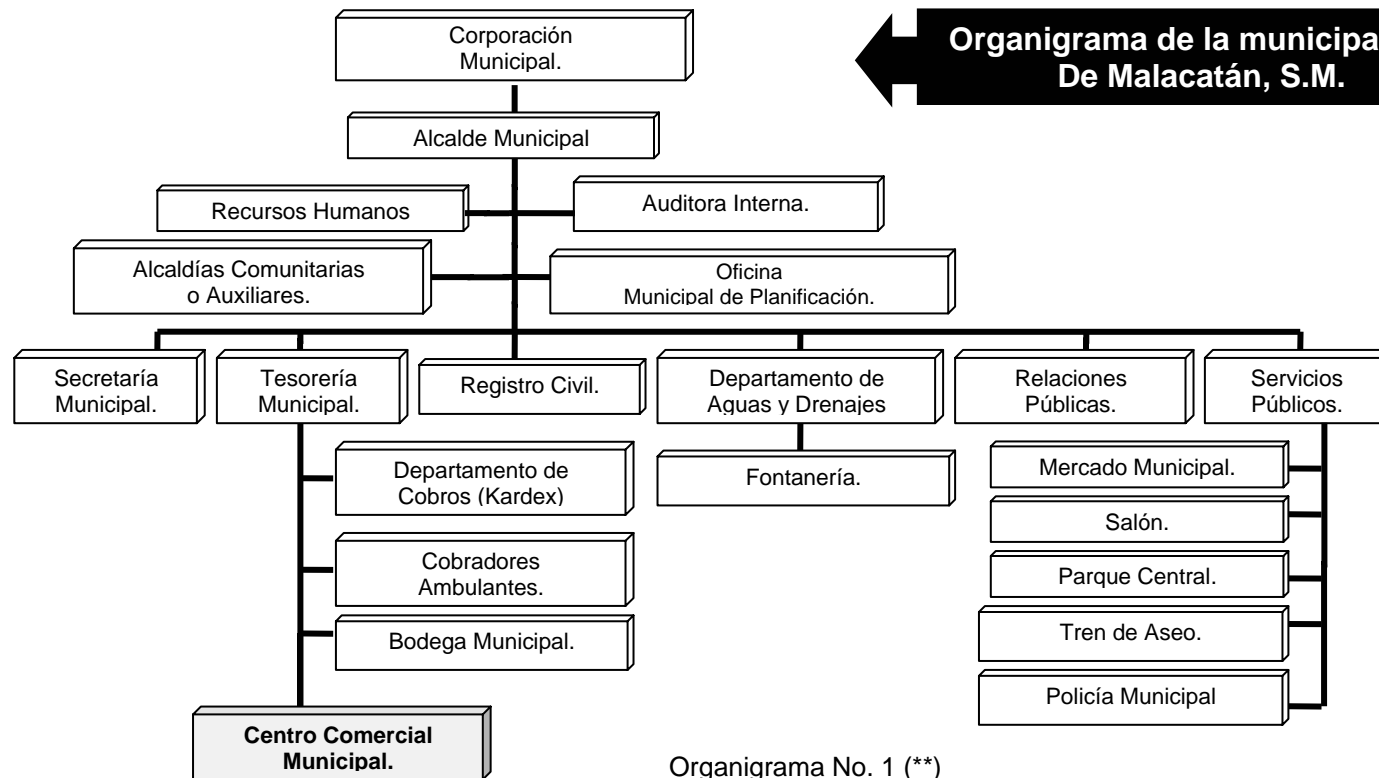 Corporación
Municipal.
Organigrama de la municipa
De Malacatán, S.M.
Alcalde Municipal
Recursos Humanos
Auditora Interna.
Alcaldías Comunitarias
o Auxiliares.
Oficina
Municipal de Planificación.
Secretaría
Municipal.
Tesorería
Municipal.
Registro Civil.
Departamento de
Aguas y Drenajes
Relaciones
Públicas.
Servicios
Públicos.
Departamento de
Cobros (Kardex)
Cobradores
Ambulantes.
Bodega Municipal.
Centro Comercial
Municipal.
Fontanería.
Mercado Municipal.
Salón.
Parque Central.
Tren de Aseo.
Policía Municipal
Organigrama No. 1 (**)